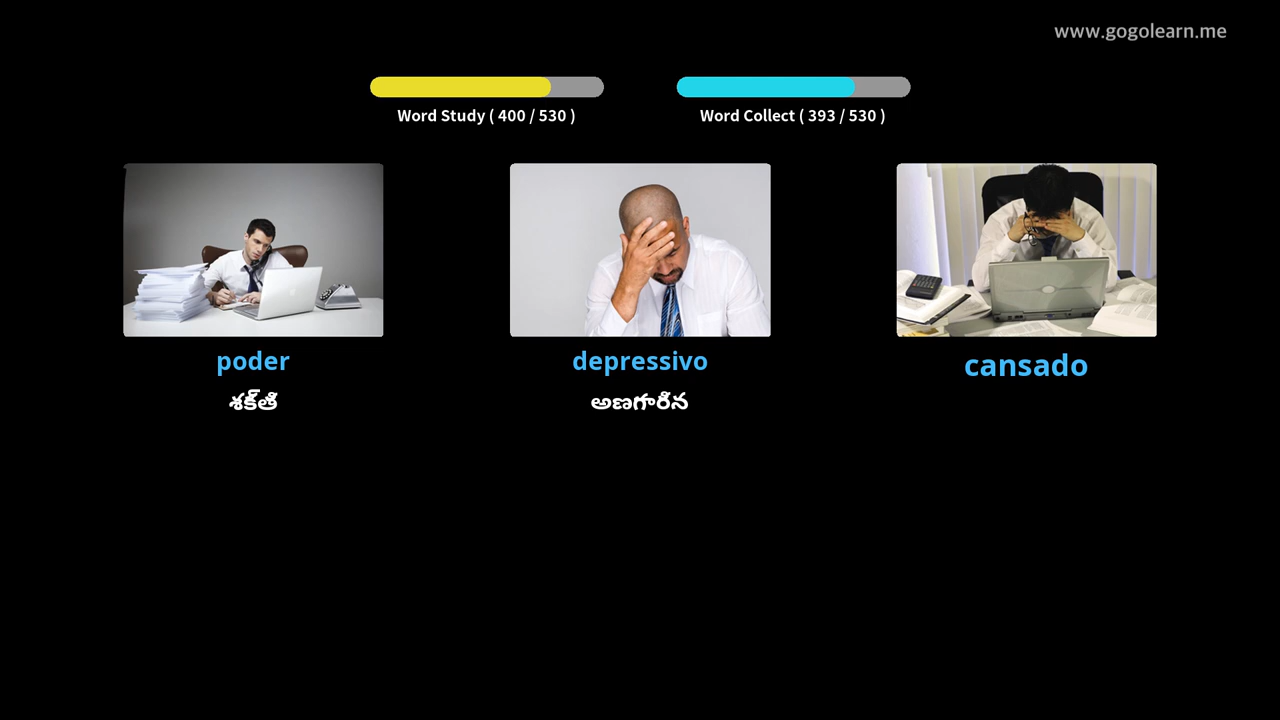 www.gogolearn.me
Word Study ( 400 / 530 )
Word Collect ( 393 / 530 )
poder
depressivo
cansado
శక్తి
అణగారిన